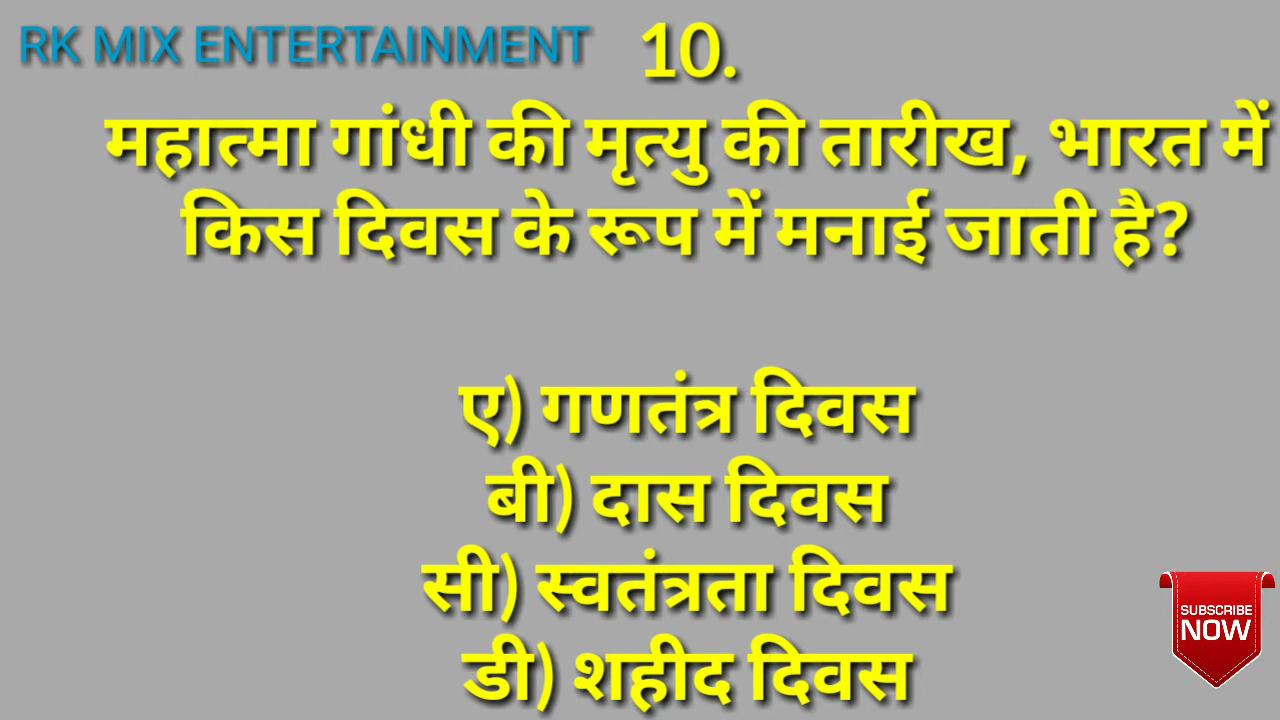 RK MIX ENTERTAINMENT
10.
महात्मा गांधी की मृत्यु की तारीख, भारत में
किस दिवस के रूप में मनाई जाती है?
ए) गणतंत्र दिवस
बी) दास दिवस
सी) स्वतंत्रता दिवस
डी) शहीद दिवस
SUBSCRIBE
NOW